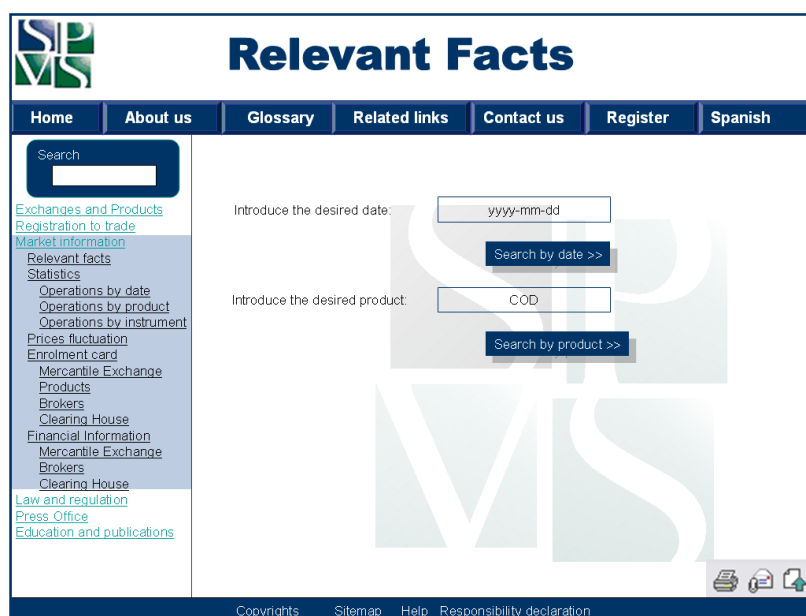 SP
VS
Relevant Facts
Home About us Glossary Related links Contact us Register Spanish
Search
Exchanges and Products
Registration to trade
Market information
Relevant facts
Statistics
Operations by date
Operations by product
Operations by instrument
Prices fluctuation
Enrolment card
Mercantile Exchange
Products
Brokers
Clearing House
Financial Information
Mercantile Exchange
Brokers
Clearing House
Law and regulation
Press Office
Education and publications
Introduce the desired date: yyyy-mm-dd
Search by date >>
Introduce the desired product: COD
Search by product >>
SP
VS
Copyrights Sitemap Help Responsibility declaration